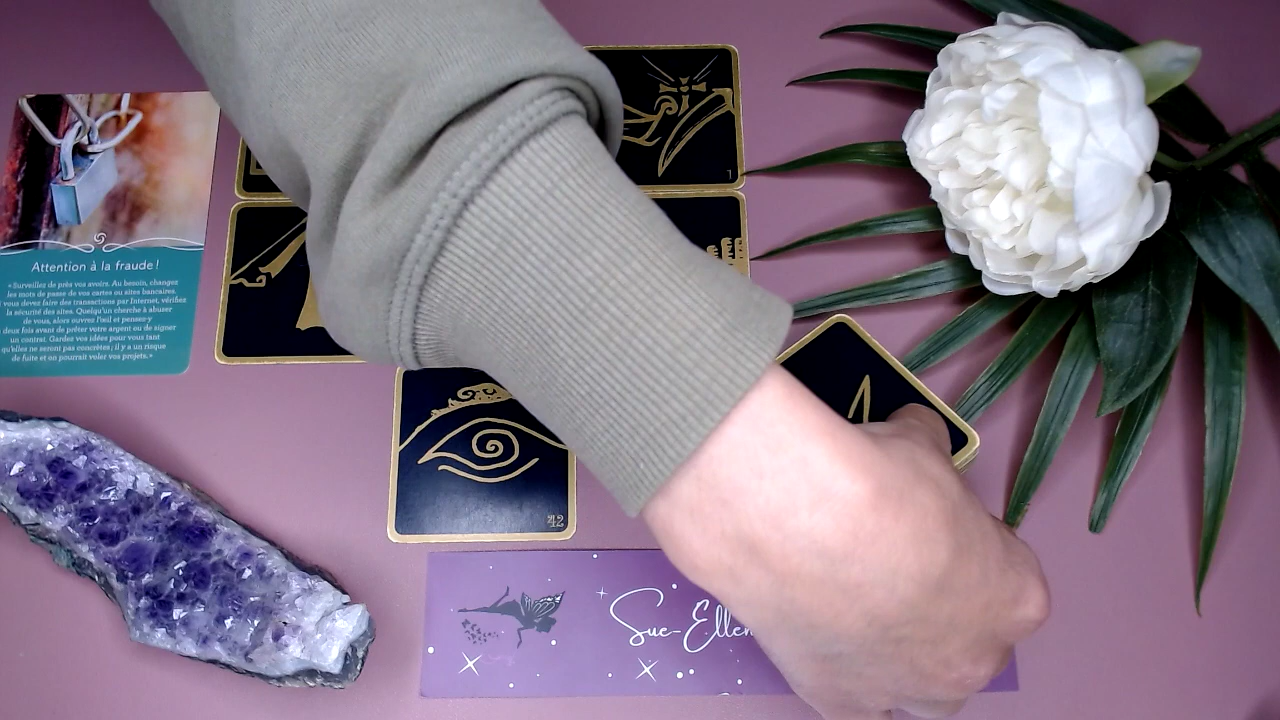 Attention à la fraude!
« Surveillez de près vos avoirs. Au besoin, changez
les mots de passe de vos cartes ou sites bancaires.
vous devez faire des transactions par Internet, vérifiez
la sécurité des sites. Quelqu'un cherche à abuser
de vous, alors ouvrez l'œil et pensez-y
deux fois avant de prêter votre argent ou de signer
un contrat. Gardez vos idées pour vous tant
qu'elles ne seront pas concrètes; il y a un risque
de fuite et on pourrait voler vos projets. »
42
Sue-Ellen